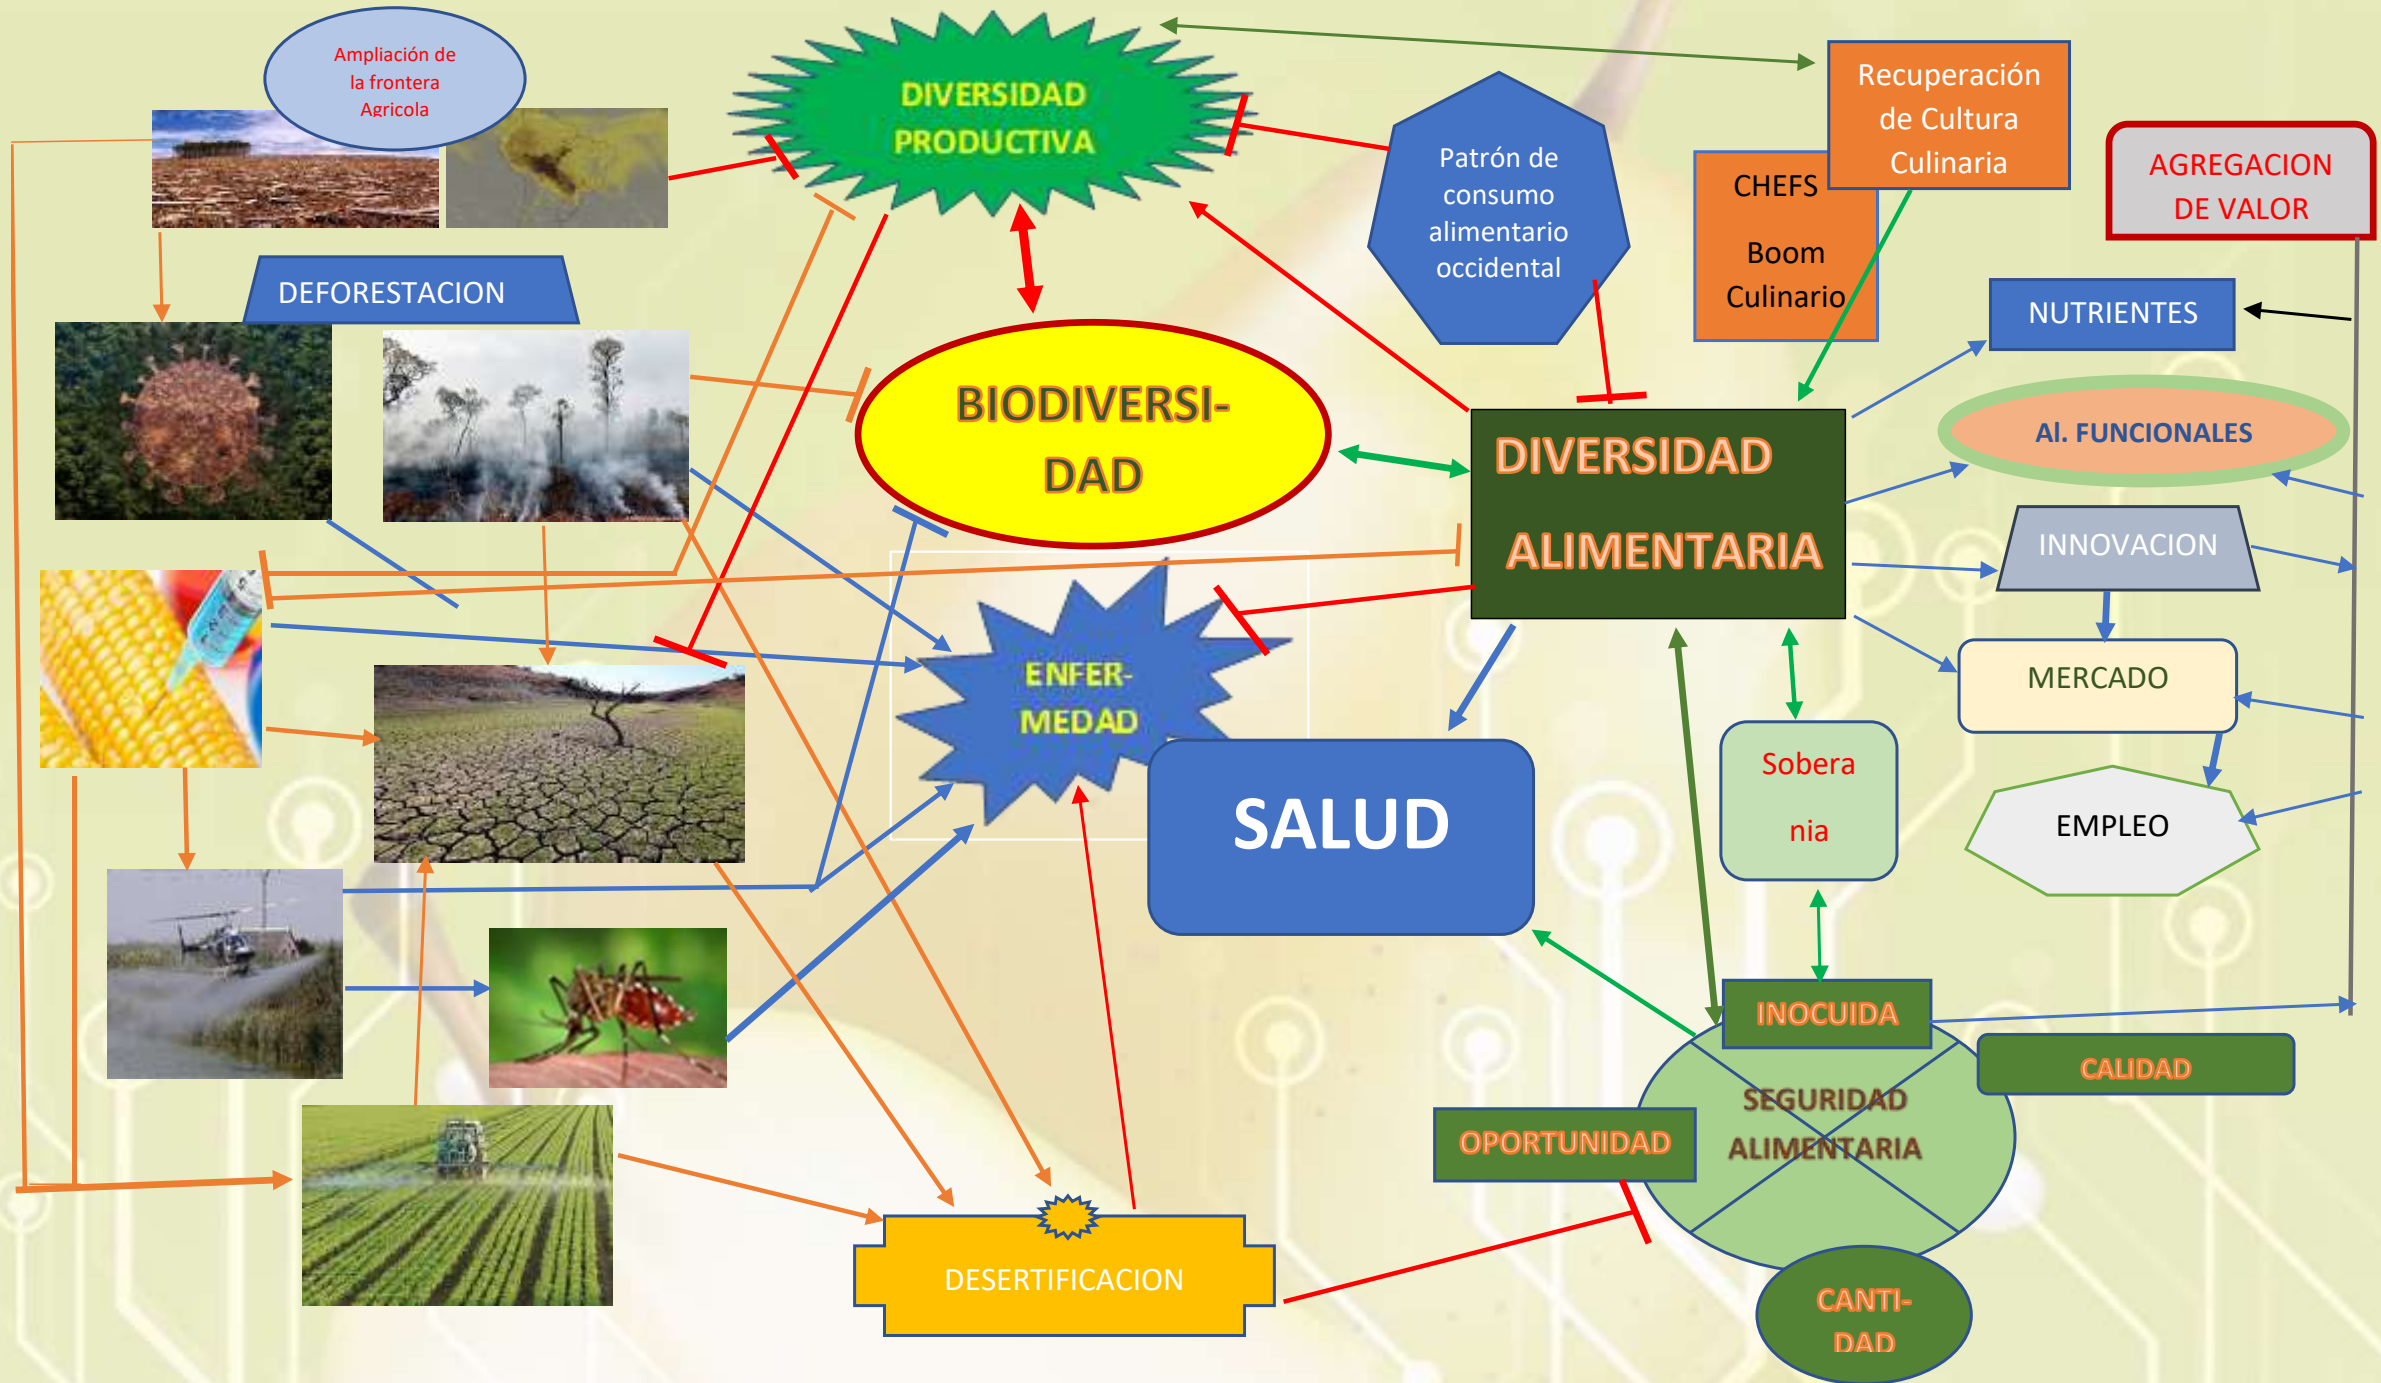 Ampliación de
la frontera
Agricola
DIVERSIDAD
PRODUCTIVA
Recuperación
de Cultura
Culinaria
Patrón de
consumo
alimentario
occidental
CHEFS
Boom
Culinario
AGREGACION
DE VALOR
DEFORESTACION
NUTRIENTES
BIODIVERSI-
DAD
DIVERSIDAD
ALIMENTARIA
Al. FUNCIONALES
INNOVACION
ENFER-
MEDAD
MERCADO
SALUD
Sobera
nia
EMPLEO
INOCUIDA
CALIDAD
SEGURIDAD
ALIMENTARIA
OPORTUNIDAD
DESERTIFICACION
CANTI-
DAD